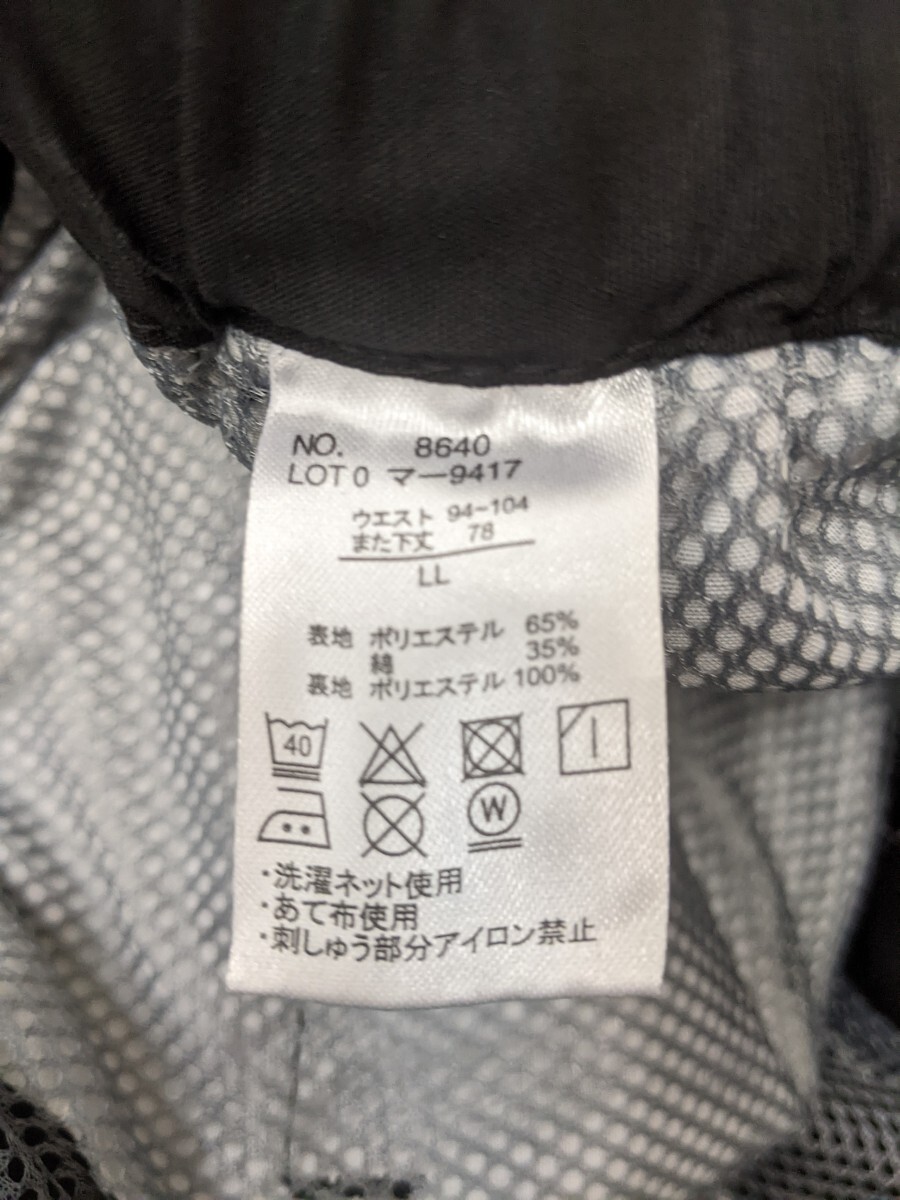 NO. 8640
LOT 0 マー9417
ウエスト 94-104
また下丈 78
LL
表地 ポリエステル 65%
綿 35%
裏地 ポリエステル 100%
40
W
・洗濯ネット使用
・あて布使用
・刺しゅう部分アイロン禁止